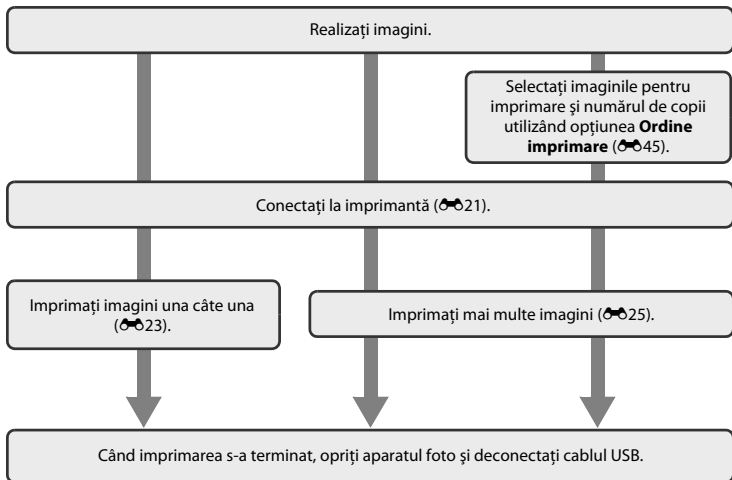 Realizați imagini.
Selectați imaginile pentru
imprimare şi numărul de copii
utilizând opțiunea Ordine
imprimare (45).
Conectați la imprimantă (21).
Imprimați imagini una câte una
(23).
Imprimați mai multe imagini (25).
Când imprimarea s-a terminat, opriți aparatul foto şi deconectați cablul USB.